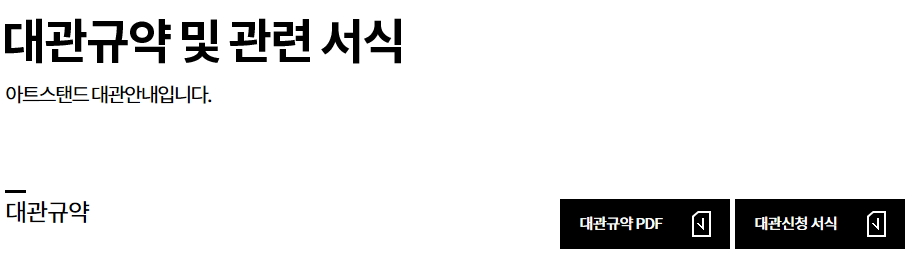 대관규약 및 관련 서식
아트스탠드 대관안내입니다.
대관규약
대관규약 PDF
대관신청 서식